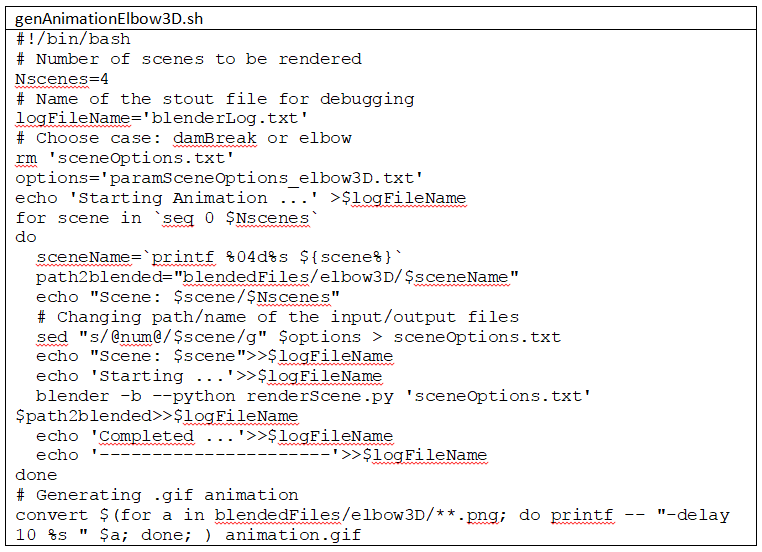 genAnimationElbow3D.sh
#!/bin/bash
# Number of scenes to be rendered
Nscenes=4
# Name of the stout file for debugging
logFileName='blenderLog.txt'
# Choose case: damBreak or elbow
rm 'sceneOptions.txt'
options='paramSceneOptions_elbow3D.txt'
echo 'Starting Animation ...' >$logFileName
for scene in `seq 0 $Nscenes`
do
  sceneName=`printf %04d%s ${scene%}`
  path2blended="blendedFiles/elbow3D/$sceneName"
  echo "Scene: $scene/$Nscenes"
  # Changing path/name of the input/output files
  sed "s/@num@/$scene/g" $options > sceneOptions.txt
  echo "Scene: $scene">>$logFileName
  echo 'Starting ...'>>$logFileName
  blender -b --python renderScene.py 'sceneOptions.txt'
$path2blended>>$logFileName
  echo 'Completed ...'>>$logFileName
  echo '----------------------'>>$logFileName
done
# Generating .gif animation
convert $(for a in blendedFiles/elbow3D/**.png; do printf -- "-delay
10 %s " $a; done; ) animation.gif